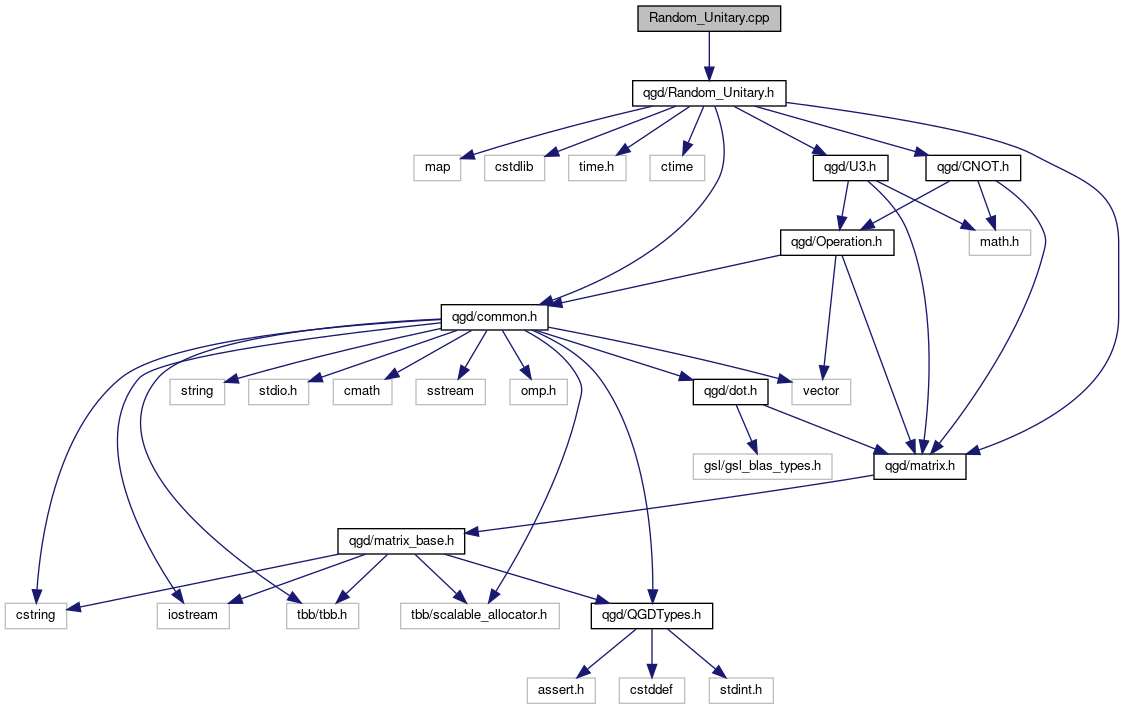 Random_Unitary.cpp
qgd/Random_Unitary.h
map
cstdlib
time.h
ctime
qgd/U3.h
qgd/CNOT.h
qgd/Operation.h
math.h
qgd/common.h
string
stdio.h
cmath
sstream
omp.h
qgd/dot.h
vector
gsl/gsl_blas_types.h
qgd/matrix.h
qgd/matrix_base.h
cstring
iostream
tbb/tbb.h
tbb/scalable_allocator.h
qgd/QGDTypes.h
assert.h
cstddef
stdint.h